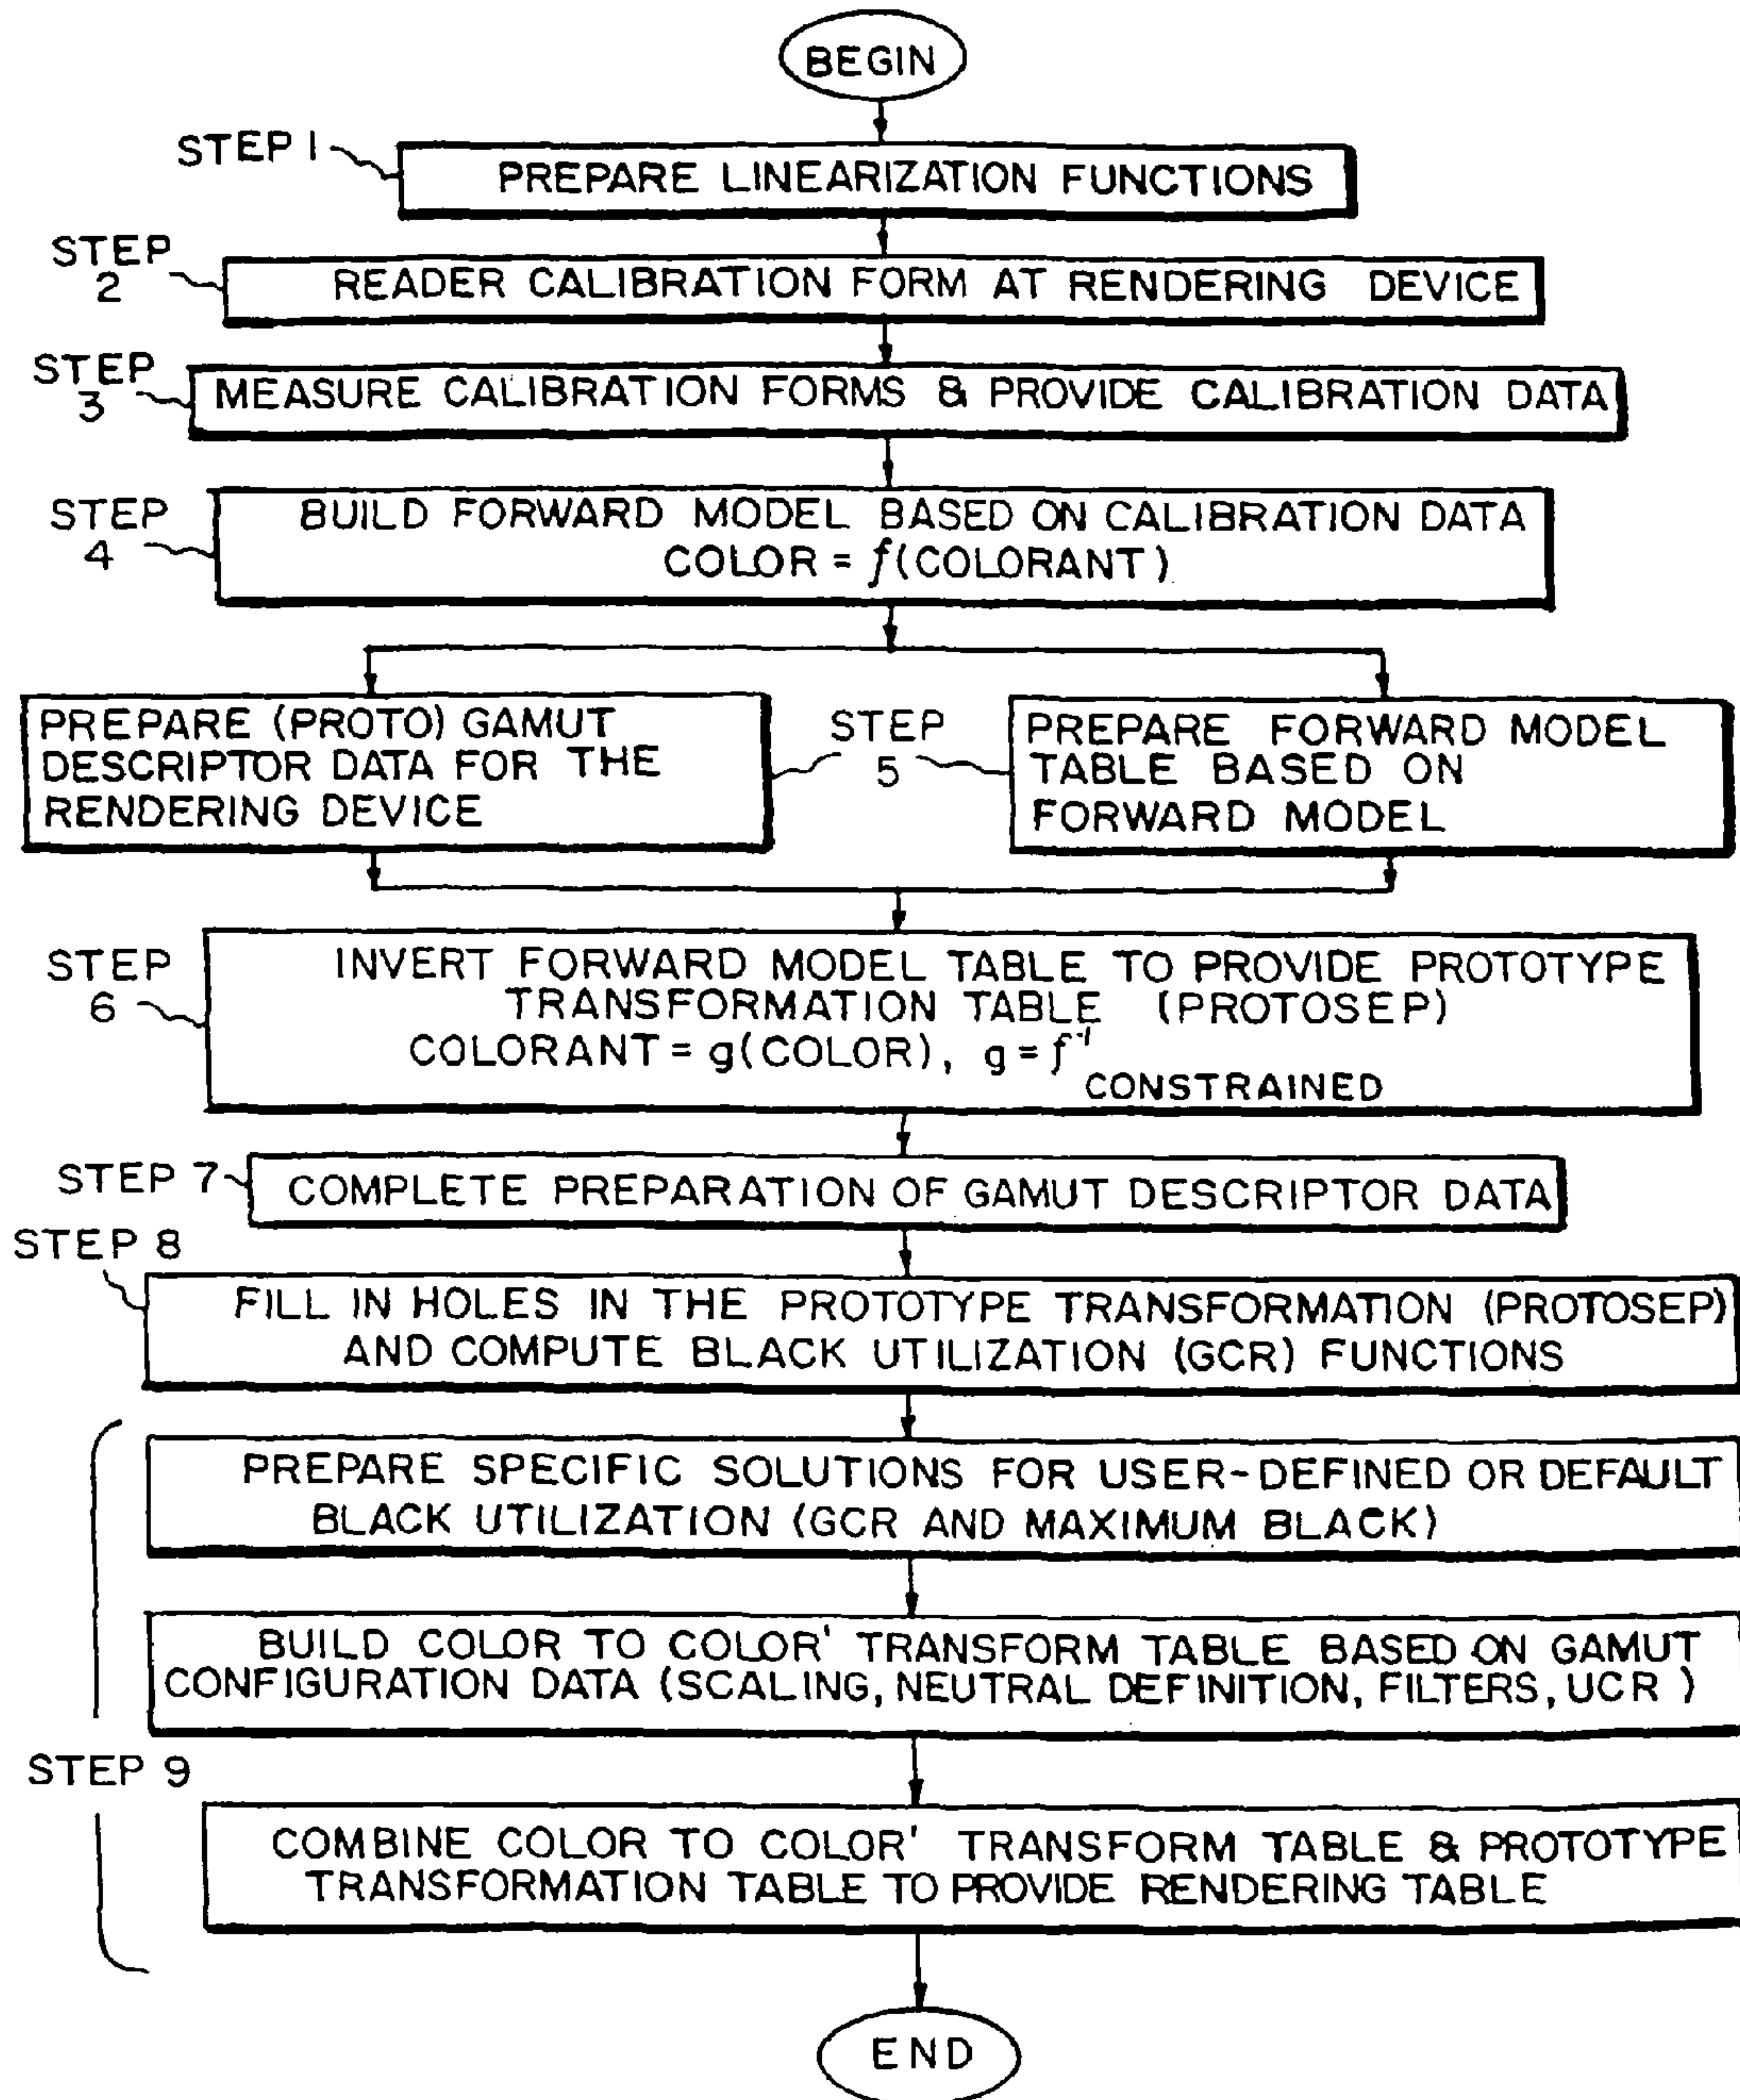 BEGIN
STEP 1
PREPARE LINEARIZATION FUNCTIONS
STEP
2
READER CALIBRATION FORM AT RENDERING DEVICE
STEP
3
MEASURE CALIBRATION FORMS & PROVIDE CALIBRATION DATA
STEP
4
BUILD FORWARD MODEL BASED ON CALIBRATION DATA
COLOR = f(COLORANT)
PREPARE (PROTO) GAMUT
DESCRIPTOR DATA FOR THE
RENDERING DEVICE
STEP
5
PREPARE FORWARD MODEL
TABLE BASED ON
FORWARD MODEL
STEP
6
INVERT FORWARD MODEL TABLE TO PROVIDE PROTOTYPE
TRANSFORMATION TABLE (PROTOSEP)
COLORANT = g(COLOR), g = f⁻¹
CONSTRAINED
STEP 7
COMPLETE PREPARATION OF GAMUT DESCRIPTOR DATA
STEP 8
FILL IN HOLES IN THE PROTOTYPE TRANSFORMATION (PROTOSEP)
AND COMPUTE BLACK UTILIZATION (GCR) FUNCTIONS
PREPARE SPECIFIC SOLUTIONS FOR USER-DEFINED OR DEFAULT
BLACK UTILIZATION (GCR AND MAXIMUM BLACK)
BUILD COLOR TO COLOR' TRANSFORM TABLE BASED ON GAMUT
CONFIGURATION DATA (SCALING, NEUTRAL DEFINITION, FILTERS, UCR)
STEP 9
COMBINE COLOR TO COLOR' TRANSFORM TABLE & PROTOTYPE
TRANSFORMATION TABLE TO PROVIDE RENDERING TABLE
END